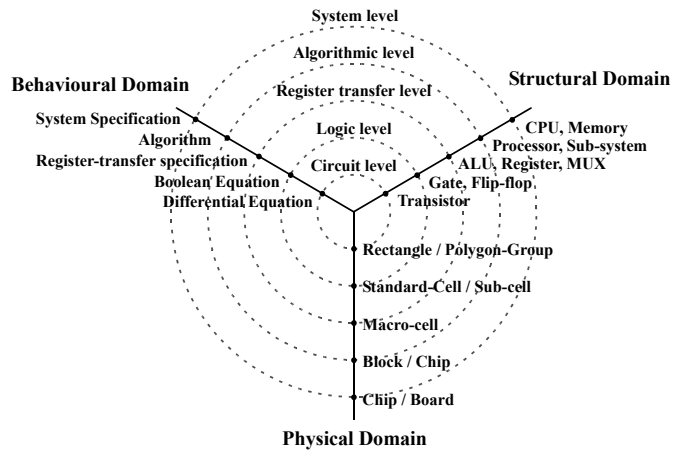 System level
Algorithmic level
Behavioural Domain
Structural Domain
Register transfer level
System Specification
CPU, Memory
Logic level
Algorithm
Processor, Sub-system
Register-transfer specification
Circuit level
ALU, Register, MUX
Boolean Equation
Gate, Flip-flop
Differential Equation
Transistor
Rectangle / Polygon-Group
Standard-Cell / Sub-cell
Macro-cell
Block / Chip
Chip / Board
Physical Domain